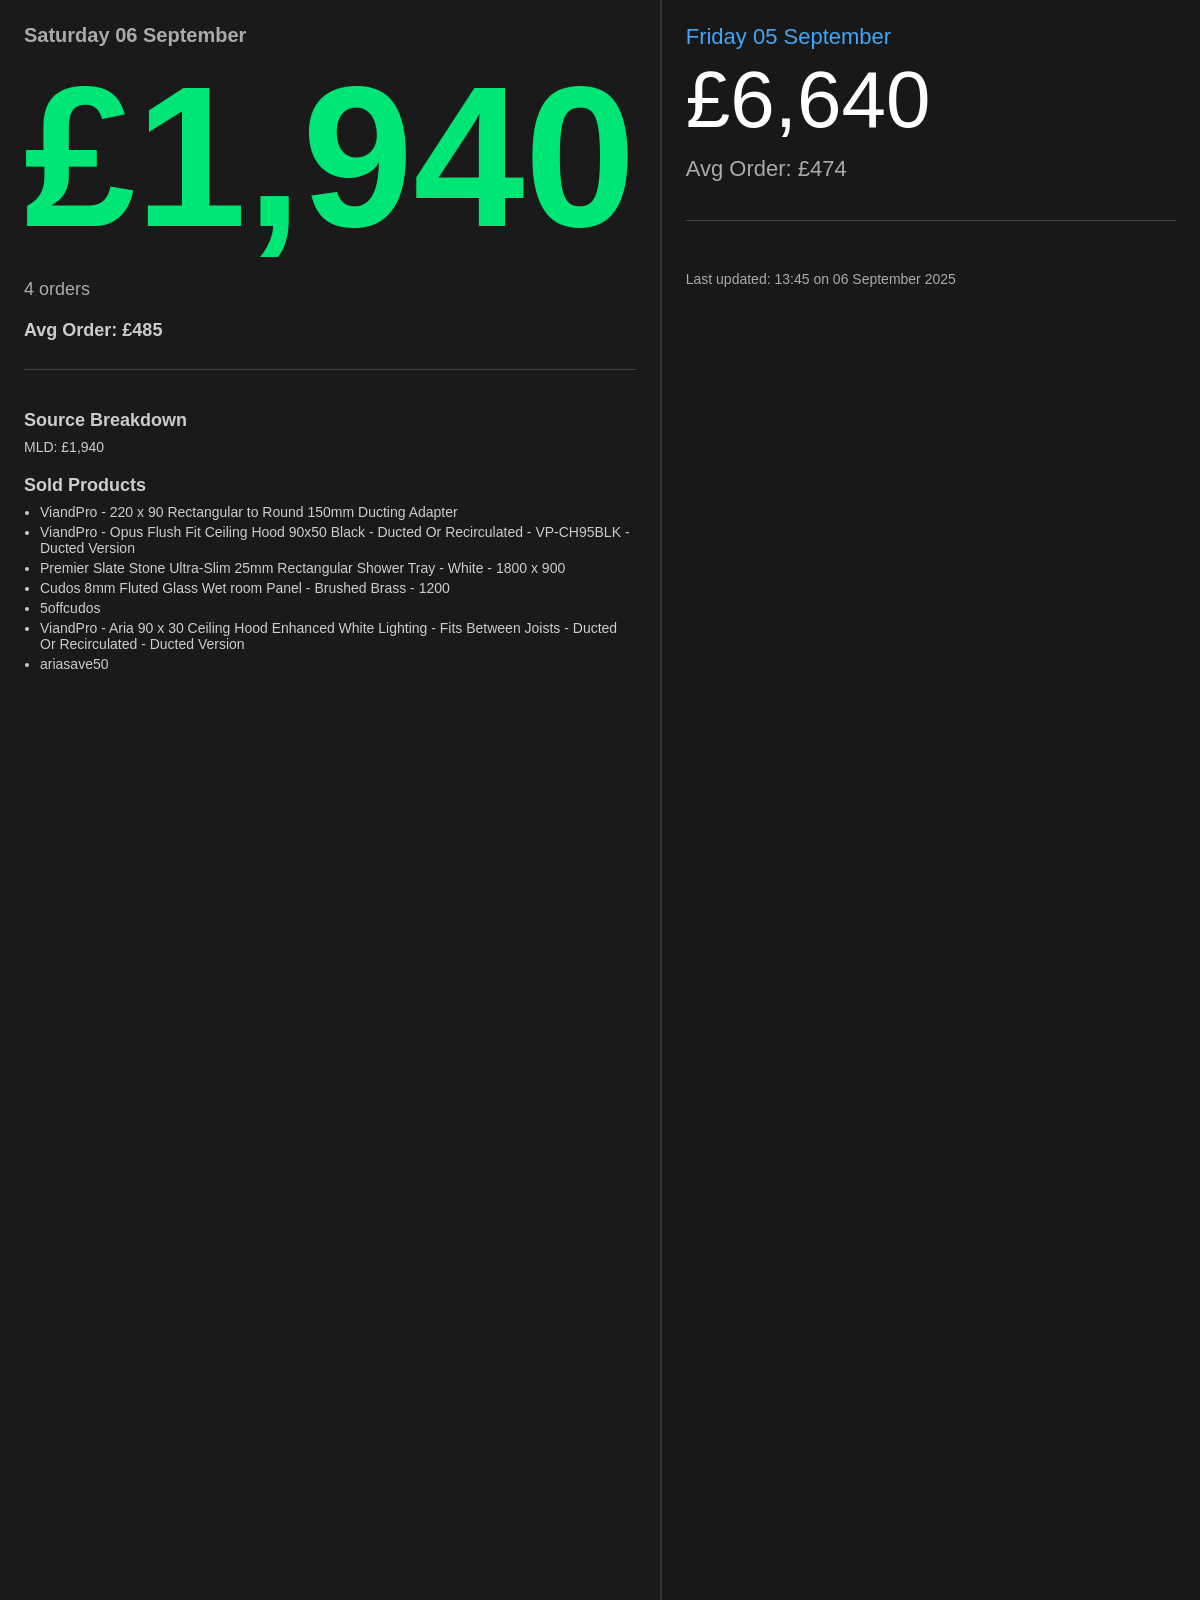 Saturday 06 September
£1,940
4 orders
Avg Order: £485
Source Breakdown
MLD: £1,940
Sold Products
• ViandPro - 220 x 90 Rectangular to Round 150mm Ducting Adapter
• ViandPro - Opus Flush Fit Ceiling Hood 90x50 Black - Ducted Or Recirculated - VP-CH95BLK -
Ducted Version
• Premier Slate Stone Ultra-Slim 25mm Rectangular Shower Tray - White - 1800 x 900
• Cudos 8mm Fluted Glass Wet room Panel - Brushed Brass - 1200
• 5offcudos
• ViandPro - Aria 90 x 30 Ceiling Hood Enhanced White Lighting - Fits Between Joists - Ducted
Or Recirculated - Ducted Version
• ariasave50
Friday 05 September
£6,640
Avg Order: £474
Last updated: 13:45 on 06 September 2025